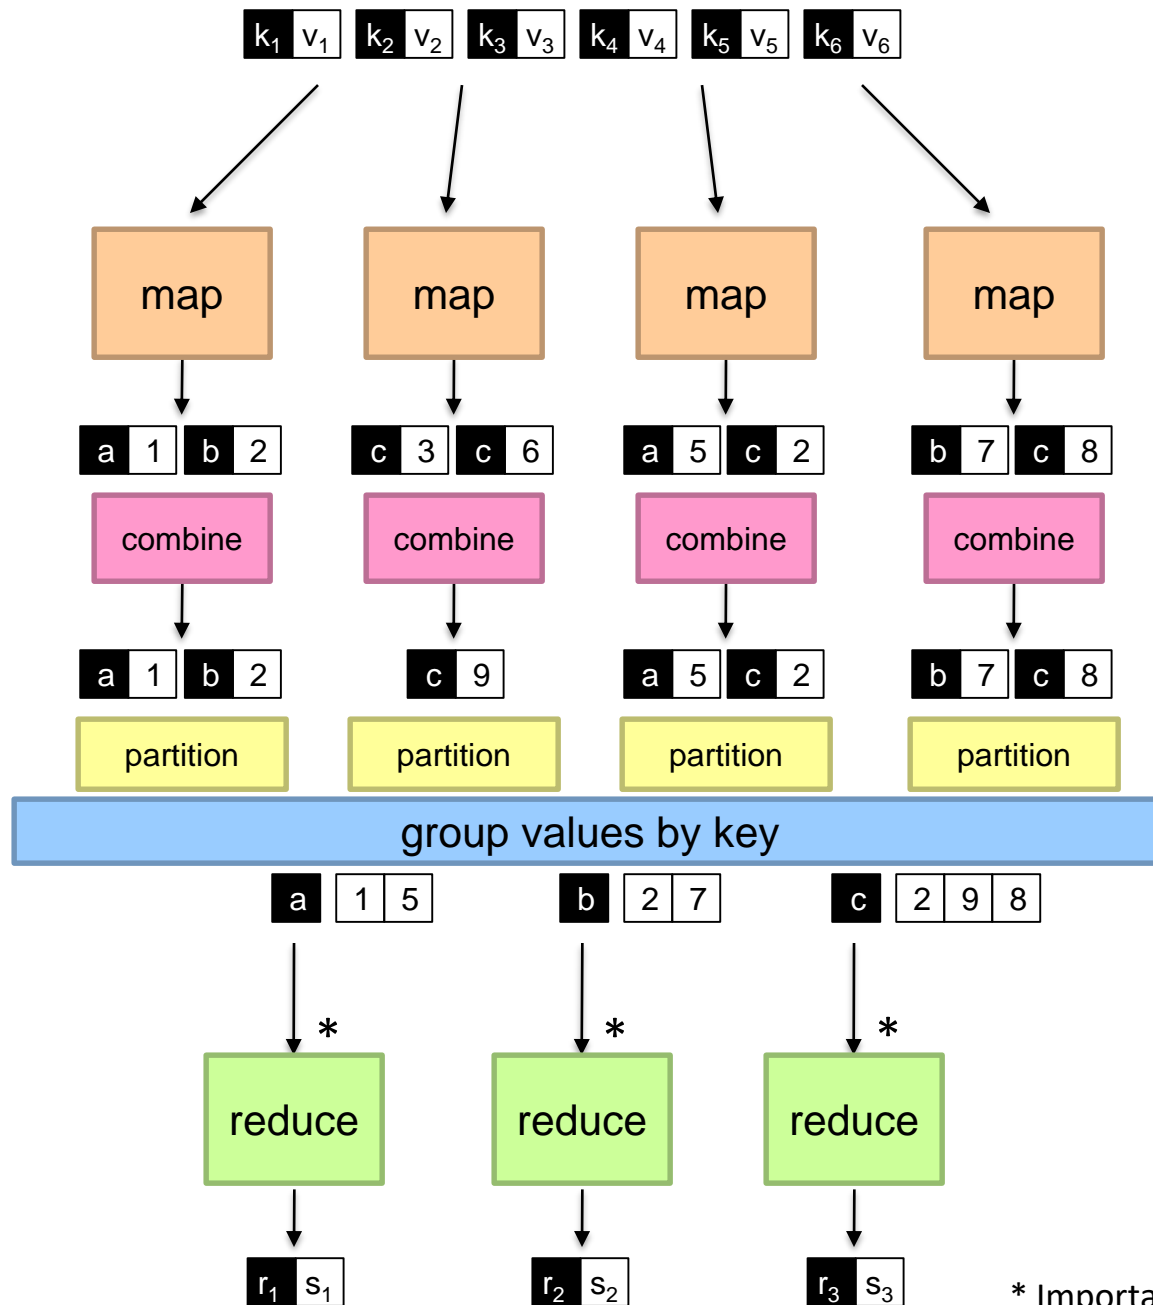 k₁ v₁ k₂ v₂ k₃ v₃ k₄ v₄ k₅ v₅ k₆ v₆
map map map map
a 1 b 2 c 3 c 6 a 5 c 2 b 7 c 8
combine combine combine combine
a 1 b 2 c 9 a 5 c 2 b 7 c 8
partition partition partition partition
group values by key
a 1 5 b 2 7 c 2 9 8
* * *
reduce reduce reduce
r₁ s₁ r₂ s₂ r₃ s₃
*